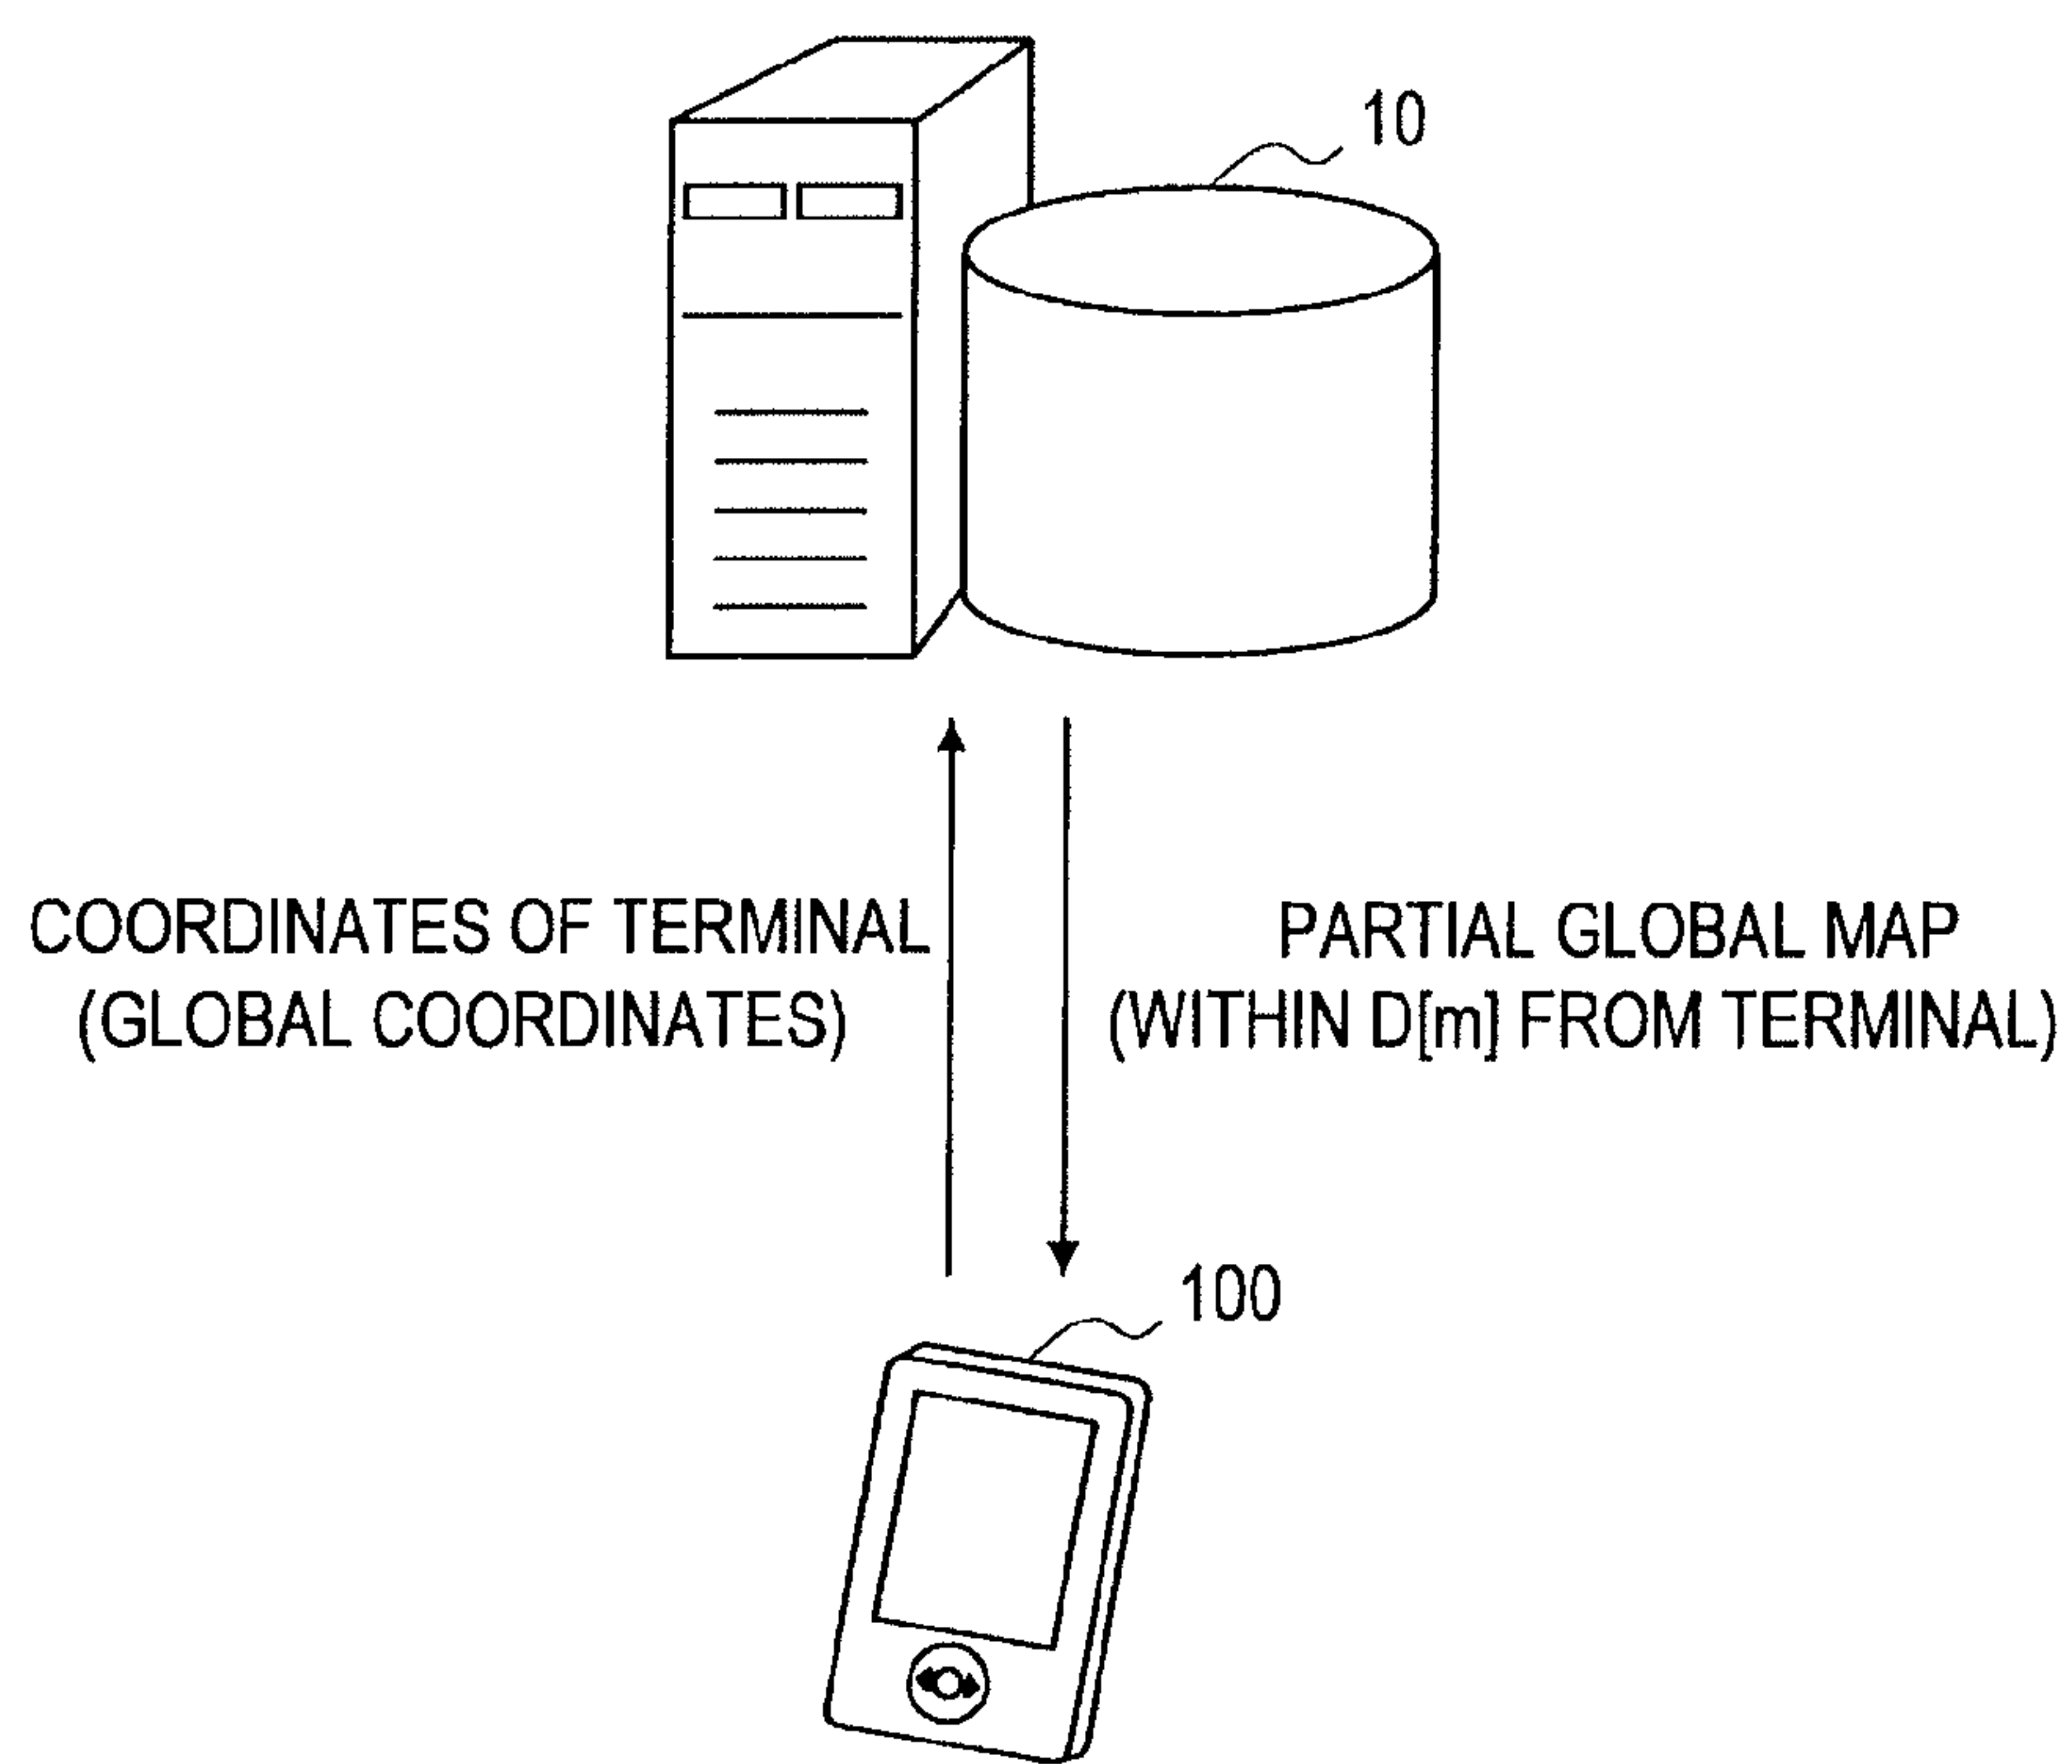 10
COORDINATES OF TERMINAL
(GLOBAL COORDINATES)
PARTIAL GLOBAL MAP
(WITHIN D[m] FROM TERMINAL)
100